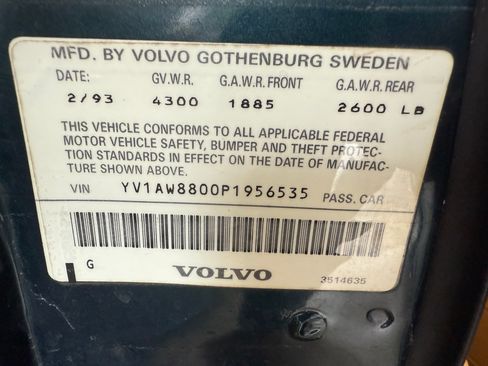 MFD. BY VOLVO GOTHENBURG SWEDEN
DATE: GV.W.R. G.A.W.R. FRONT G.A.W.R. REAR
2/93 4300 1885 2600 LB
THIS VEHICLE CONFORMS TO ALL APPLICABLE FEDERAL
MOTOR VEHICLE SAFETY, BUMPER AND THEFT PROTEC-
TION STANDARDS IN EFFECT ON THE DATE OF MANUFAC-
TURE SHOWN ABOVE.
VIN YV1AW8800P1956535 PASS. CAR
G VOLVO 3514635